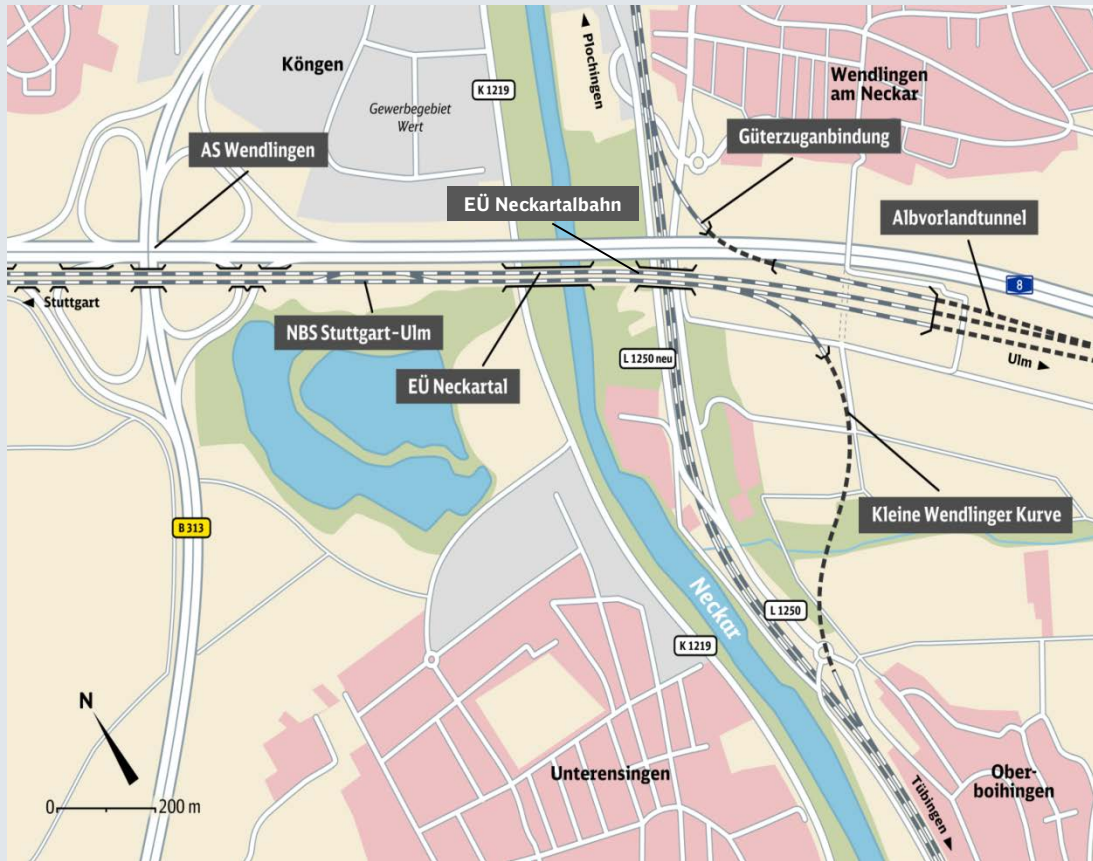 Plochingen
Köngen
Wendlingen
am Neckar
K 1219
Gewerbegebiet
Wert
Güterzuganbindung
AS Wendlingen
EÜ Neckartalbahn
Albvorlandtunnel
8
Stuttgart
NBS Stuttgart-Ulm
L 1250 neu
Ulm
EÜ Neckartal
Kleine Wendlinger Kurve
B 313
Neckar
L 1250
K 1219
N
Unterensingen
Ober-
boihingen
Tübingen
0 200 m